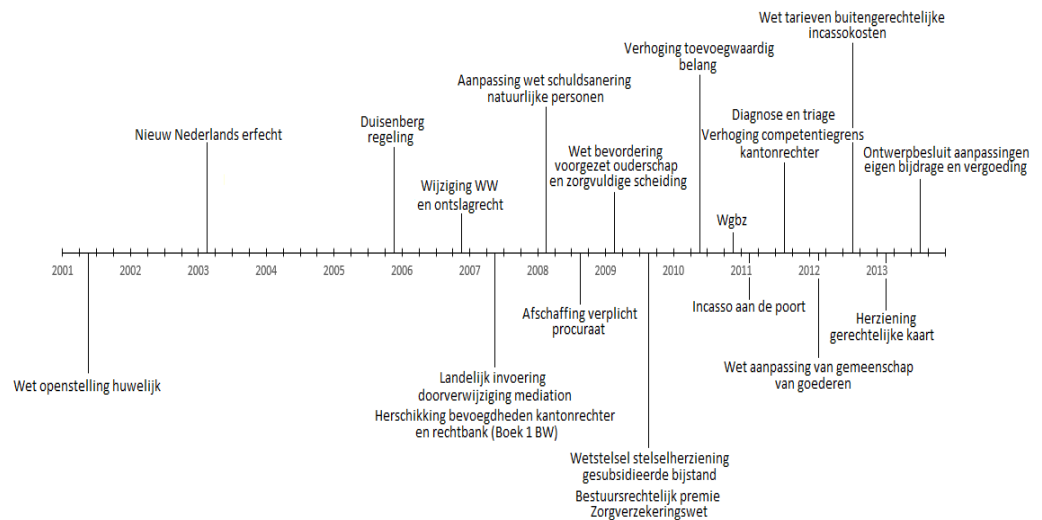 Wet tarieven buitengerechtelijke
incassokosten
Verhoging toevoegwaardig
belang
Aanpassing wet schuldsanering
natuurlijke personen
Diagnose en triage
Verhoging competentiegrens
kantonrechter
Duisenberg
regeling
Nieuw Nederlands erfecht
Wet bevordering
voorgezet ouderschap
en zorgvuldige scheiding
Ontwerpbesluit aanpassingen
eigen bijdrage en vergoeding
Wijziging WW
en ontslagrecht
Wgbz
2001 2002 2003 2004 2005 2006 2007 2008 2009 2010 2011 2012 2013
Incasso aan de poort
Afschaffing verplicht
procuraat
Herziening
gerechtelijke kaart
Wet openstelling huwelijk
Landelijk invoering
doorverwijziging mediation
Herschikking bevoegdheden kantonrechter
en rechtbank (Boek 1 BW)
Wet aanpassing van gemeenschap
van goederen
Wetstelsel stelselherziening
gesubsidieerde bijstand
Bestuursrechtelijk premie
Zorgverzekeringswet